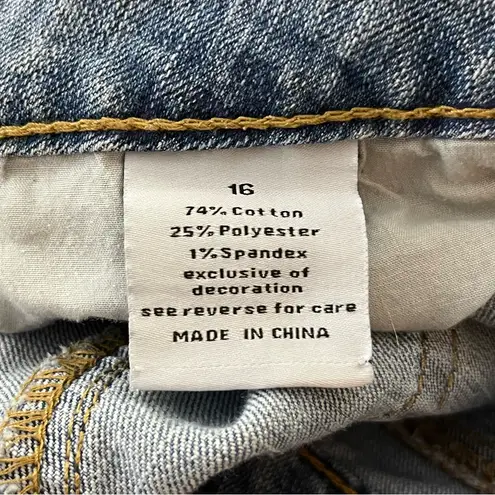 16
74% Cotton
25% Polyester
1% Spandex
exclusive of
decoration
see reverse for care
MADE IN CHINA